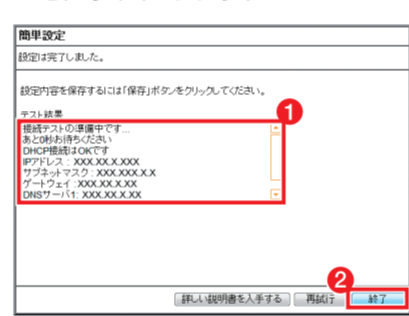 簡単設定
設定は完了しました。
設定内容を保存するには「保存」ボタンをクリックしてください。
テスト結果
1
接続テストの準備中です...
あと0秒お待ちください
DHCP接続はOKです
IPアドレス : XXX.XX.X.XXX
サブネットマスク : XXX.XXX.X.X
ゲートウェイ : XXX.XX.X.XX
DNSサーバ1: XXX.XX.X.XX
2
詳しい説明書を入手する 再試行 終了